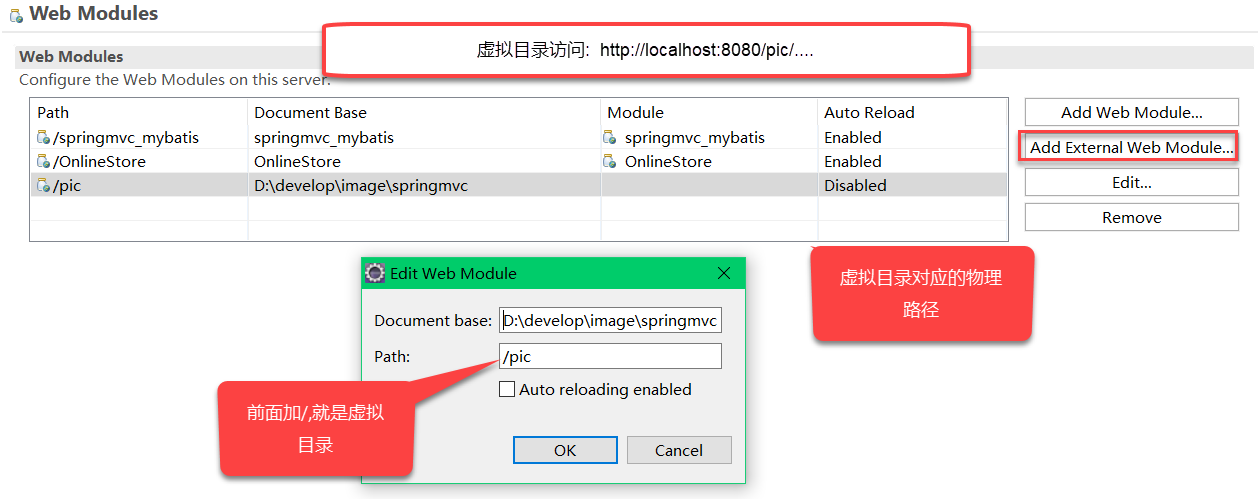 Web Modules
虚拟目录访问: http://localhost:8080/pic/....
Web Modules
Configure the Web Modules on this server.
Path Document Base Module Auto Reload
/springmvc_mybatis springmvc_mybatis springmvc_mybatis Enabled
/OnlineStore OnlineStore OnlineStore Enabled
/pic D:\develop\image\springmvc Disabled
Add Web Module...
Add External Web Module...
Edit...
Remove
虚拟目录对应的物理
路径
Edit Web Module
Document base: D:\develop\image\springmvc
Path: /pic
Auto reloading enabled
前面加/,就是虚拟
目录
OK Cancel